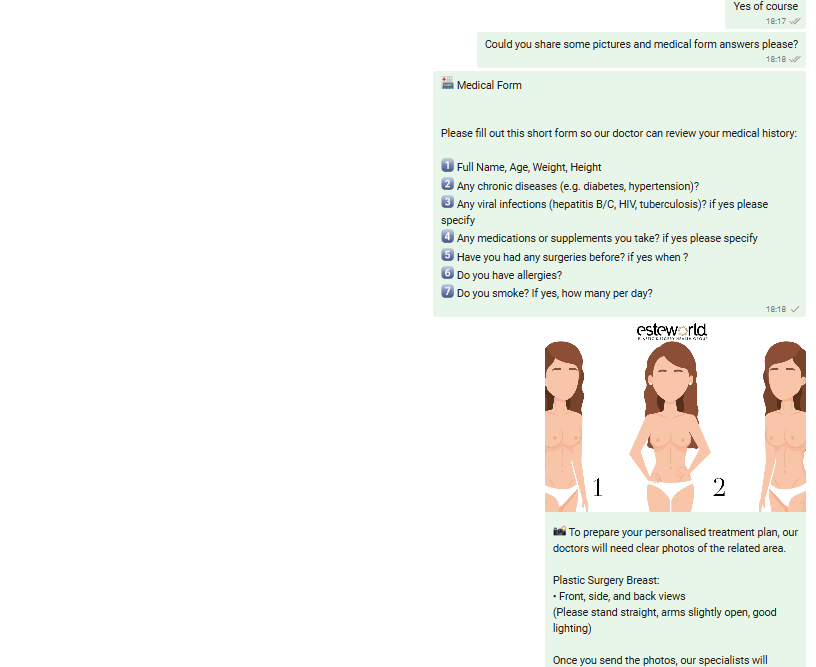 Yes of course
18:17
Could you share some pictures and medical form answers please?
18:18
🏥 Medical Form
Please fill out this short form so our doctor can review your medical history:
1️⃣ Full Name, Age, Weight, Height
2️⃣ Any chronic diseases (e.g. diabetes, hypertension)?
3️⃣ Any viral infections (hepatitis B/C, HIV, tuberculosis)? if yes please
specify
4️⃣ Any medications or supplements you take? if yes please specify
5️⃣ Have you had any surgeries before? if yes when ?
6️⃣ Do you have allergies?
7️⃣ Do you smoke? If yes, how many per day?
18:18
esteworld
PLASTIC SURGERY HEALTH GROUP
1
2
📸 To prepare your personalised treatment plan, our
doctors will need clear photos of the related area.
Plastic Surgery Breast:
• Front, side, and back views
(Please stand straight, arms slightly open, good
lighting)
Once you send the photos, our specialists will